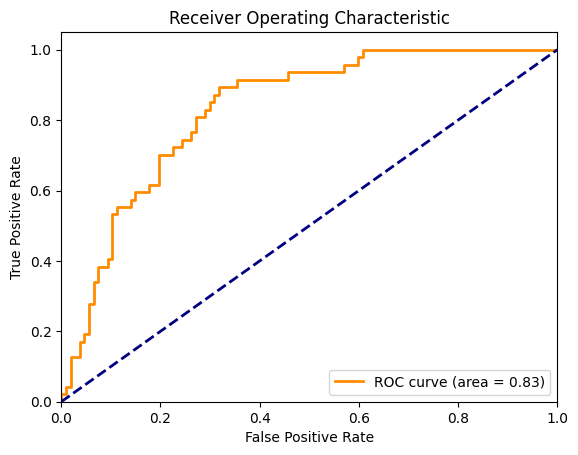 Receiver Operating Characteristic
True Positive Rate
1.0
0.8
0.6
0.4
0.2
0.0
ROC curve (area = 0.83)
0.0 0.2 0.4 0.6 0.8 1.0
False Positive Rate